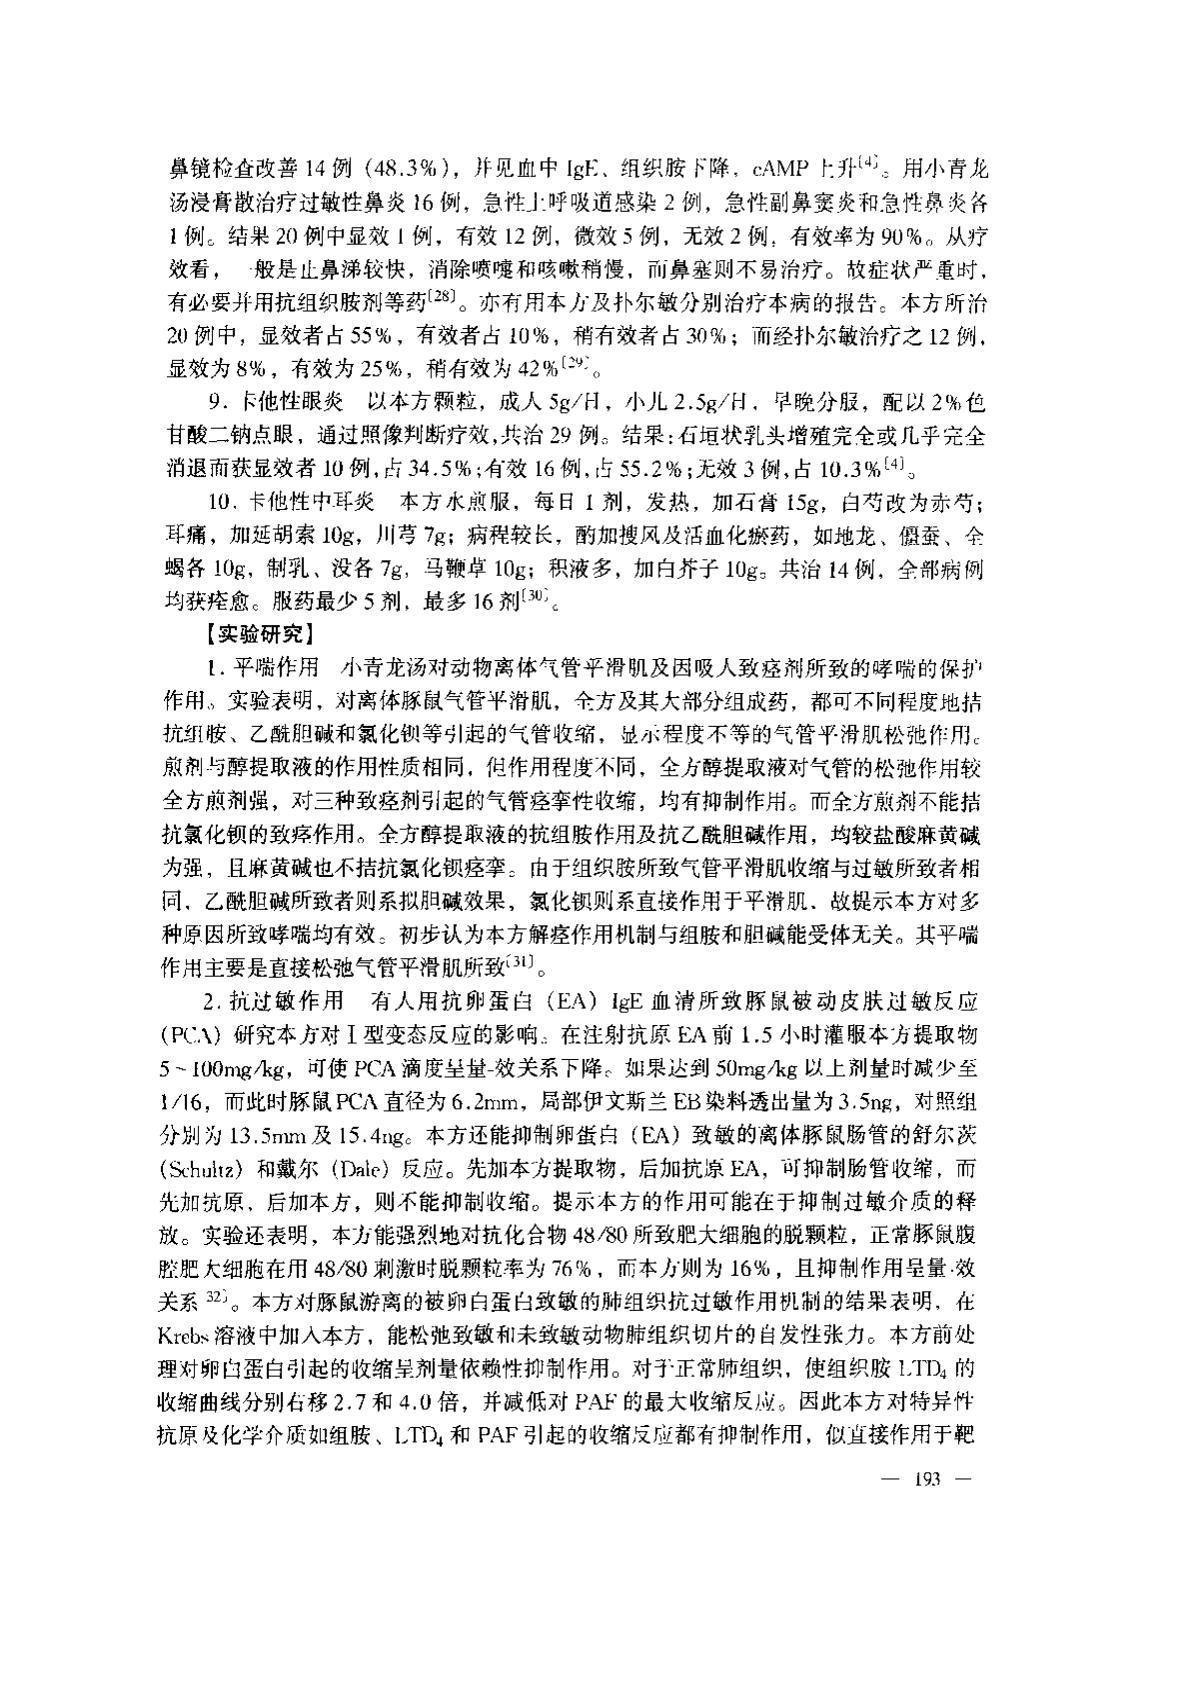 鼻镜检查改善 14 例（48.3%），并见血中 IgE、组织胺下降，cAMP 上升[4]。用小青龙
汤浸膏散治疗过敏性鼻炎 16 例，急性上呼吸道感染 2 例，急性副鼻窦炎和急性鼻炎各
1 例。结果 20 例中显效 1 例，有效 12 例，微效 5 例，无效 2 例，有效率为 90%。从疗
效看，一般是止鼻涕较快，消除喷嚏和咳嗽稍慢，而鼻塞则不易治疗。故症状严重时，
有必要并用抗组织胺剂等药[28]。亦有用本方及扑尔敏分别治疗本病的报告。本方所治
20 例中，显效者占 55%，有效者占 10%，稍有效者占 30%；而经扑尔敏治疗之 12 例，
显效为 8%，有效为 25%，稍有效为 42%[29]。
9. 卡他性眼炎　以本方颗粒，成人 5g/日，小儿 2.5g/日，早晚分服，配以 2% 色
甘酸二钠点眼，通过照像判断疗效,共治 29 例。结果:石垣状乳头增殖完全或几乎完全
消退而获显效者 10 例,占 34.5%;有效 16 例,占 55.2%;无效 3 例,占 10.3%[4]。
10. 卡他性中耳炎　本方水煎服，每日 1 剂，发热，加石膏 15g，白芍改为赤芍；
耳痛，加延胡索 10g，川芎 7g；病程较长，酌加搜风及活血化瘀药，如地龙、僵蚕、全
蝎各 10g，制乳、没各 7g，马鞭草 10g；积液多，加白芥子 10g。共治 14 例，全部病例
均获痊愈。服药最少 5 剂，最多 16 剂[30]。
【实验研究】
1. 平喘作用　小青龙汤对动物离体气管平滑肌及因吸人致痉剂所致的哮喘的保护
作用。实验表明，对离体豚鼠气管平滑肌，全方及其大部分组成药，都可不同程度地拮
抗组胺、乙酰胆碱和氯化钡等引起的气管收缩，显示程度不等的气管平滑肌松弛作用。
煎剂与醇提取液的作用性质相同，但作用程度不同，全方醇提取液对气管的松弛作用较
全方煎剂强，对三种致痉剂引起的气管痉挛性收缩，均有抑制作用。而全方煎剂不能拮
抗氯化钡的致痉作用。全方醇提取液的抗组胺作用及抗乙酰胆碱作用，均较盐酸麻黄碱
为强，且麻黄碱也不拮抗氯化钡痉挛。由于组织胺所致气管平滑肌收缩与过敏所致者相
同，乙酰胆碱所致者则系拟胆碱效果，氯化钡则系直接作用于平滑肌，故提示本方对多
种原因所致哮喘均有效。初步认为本方解痉作用机制与组胺和胆碱能受体无关。其平喘
作用主要是直接松弛气管平滑肌所致[31]。
2. 抗过敏作用　有人用抗卵蛋白（EA）IgE 血清所致豚鼠被动皮肤过敏反应
（PCA）研究本方对 I 型变态反应的影响。在注射抗原 EA 前 1.5 小时灌服本方提取物
5~100mg/kg，可使 PCA 滴度呈量-效关系下降。如果达到 50mg/kg 以上剂量时减少至
1/16，而此时豚鼠 PCA 直径为 6.2mm，局部伊文斯兰 EB 染料透出量为 3.5ng，对照组
分别为 13.5mm 及 15.4ng。本方还能抑制卵蛋白（EA）致敏的离体豚鼠肠管的舒尔茨
（Schultz）和戴尔（Dale）反应。先加本方提取物，后加抗原 EA，可抑制肠管收缩，而
先加抗原，后加本方，则不能抑制收缩。提示本方的作用可能在于抑制过敏介质的释
放。实验还表明，本方能强烈地对抗化合物 48/80 所致肥大细胞的脱颗粒，正常豚鼠腹
腔肥大细胞在用 48/80 刺激时脱颗粒率为 76%，而本方则为 16%，且抑制作用呈量-效
关系[32]。本方对豚鼠游离的被卵白蛋白致敏的肺组织抗过敏作用机制的结果表明，在
Krebs 溶液中加入本方，能松弛致敏和未致敏动物肺组织切片的自发性张力。本方前处
理对卵白蛋白引起的收缩呈剂量依赖性抑制作用。对于正常肺组织，使组织胺 LTD₄ 的
收缩曲线分别右移 2.7 和 4.0 倍，并减低对 PAF 的最大收缩反应。因此本方对特异性
抗原及化学介质如组胺、LTD₄ 和 PAF 引起的收缩反应都有抑制作用，似直接作用于靶
— 193 —